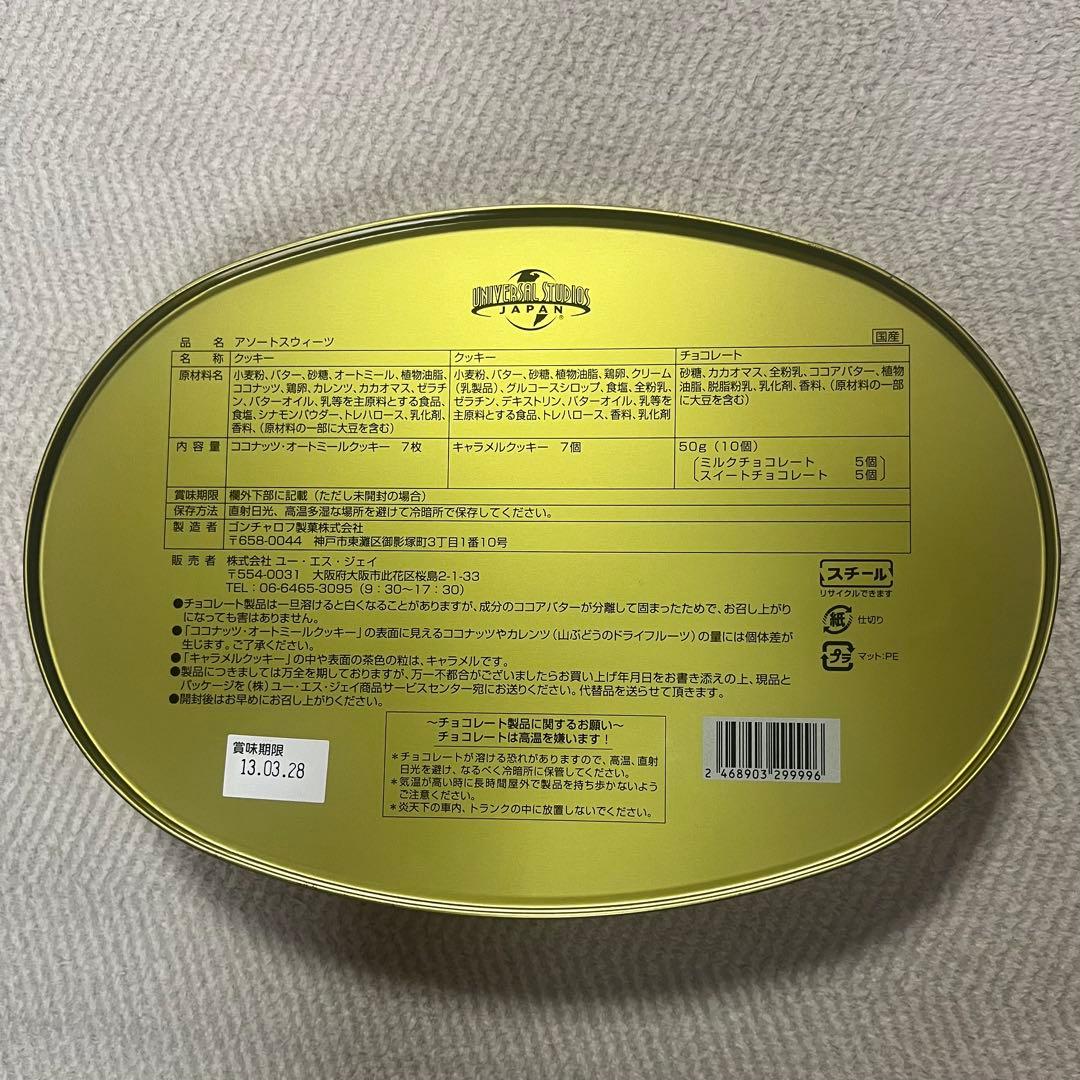 UNIVERSAL STUDIOS
JAPAN®
品 名 アソートスウィーツ
国産
名 称 クッキー クッキー チョコレート
原材料名
小麦粉、バター、砂糖、オートミール、植物油脂、
ココナッツ、鶏卵、カレンツ、カカオマス、ゼラチ
ン、バターオイル、乳等を主原料とする食品、
食塩、シナモンパウダー、トレハロース、乳化剤、
香料、(原材料の一部に大豆を含む)
小麦粉、バター、砂糖、植物油脂、鶏卵、クリーム
(乳製品)、グルコースシロップ、食塩、全粉乳、
ゼラチン、デキストリン、バターオイル、乳等を
主原料とする食品、トレハロース、香料、乳化剤
砂糖、カカオマス、全粉乳、ココアバター、植物
油脂、脱脂粉乳、乳化剤、香料、(原材料の一部
に大豆を含む)
内 容 量 ココナッツ・オートミールクッキー 7枚 キャラメルクッキー 7個 50g(10個)
ミルクチョコレート 5個
スイートチョコレート 5個
賞味期限 欄外下部に記載(ただし未開封の場合)
保存方法 直射日光、高温多湿な場所を避けて冷暗所で保存してください。
製 造 者 ゴンチャロフ製菓株式会社
〒658-0044 神戸市東灘区御影塚町3丁目1番10号
販 売 者 株式会社 ユー・エス・ジェイ
〒554-0031 大阪府大阪市此花区桜島2-1-33
TEL:06-6465-3095(9:30〜17:30)
スチール
リサイクルできます
紙 仕切り
プラ マット:PE
●チョコレート製品は一旦溶けると白くなることがありますが、成分のココアバターが分離して固まったためで、お召し上がり
になっても害はありません。
●「ココナッツ・オートミールクッキー」の表面に見えるココナッツやカレンツ(山ぶどうのドライフルーツ)の量には個体差が
生じます。ご了承ください。
●「キャラメルクッキー」の中や表面の茶色の粒は、キャラメルです。
●製品につきましては万全を期しておりますが、万一不都合がございましたらお買い上げ年月日をお書き添えの上、現品と
パッケージを(株)ユー・エス・ジェイ商品サービスセンター宛にお送りください。代替品を送らせて頂きます。
●開封後はお早めにお召し上がりください。
賞味期限
13.03.28
〜チョコレート製品に関するお願い〜
チョコレートは高温を嫌います!
*チョコレートが溶ける恐れがありますので、高温、直射
日光を避け、なるべく冷暗所に保管してください。
*気温が高い時に長時間屋外で製品を持ち歩かないよう
ご注意ください。
*炎天下の車内、トランクの中に放置しないでください。
2 468903 299996